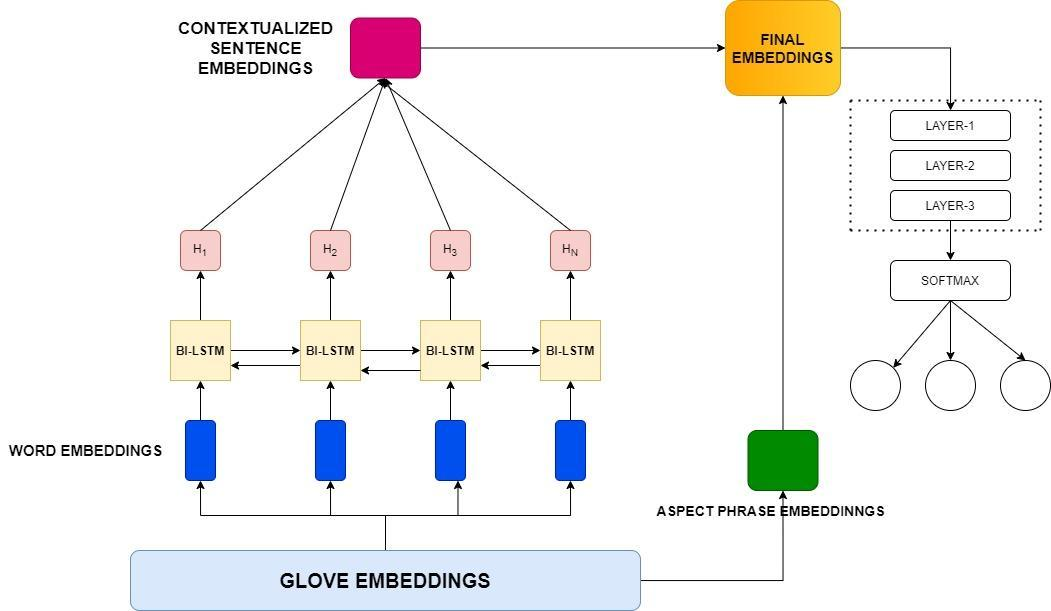 CONTEXTUALIZED
SENTENCE
EMBEDDINGS
FINAL
EMBEDDINGS
LAYER-1
LAYER-2
LAYER-3
SOFTMAX
H1
H2
H3
HN
BI-LSTM
BI-LSTM
BI-LSTM
BI-LSTM
WORD EMBEDDINGS
ASPECT PHRASE EMBEDDINNGS
GLOVE EMBEDDINGS